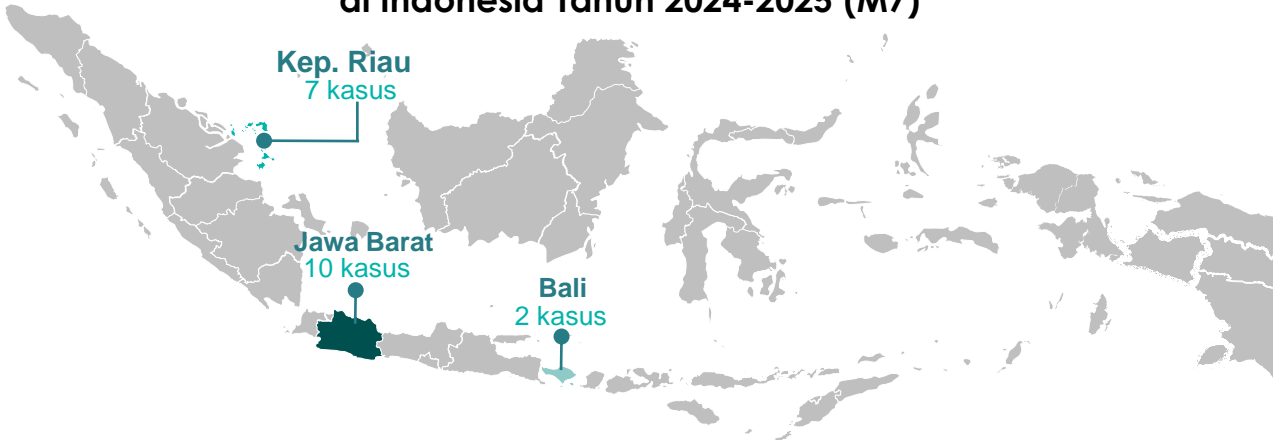 di Indonesia Tahun 2024-2025 (M7)
Kep. Riau
7 kasus
Jawa Barat
10 kasus
Bali
2 kasus